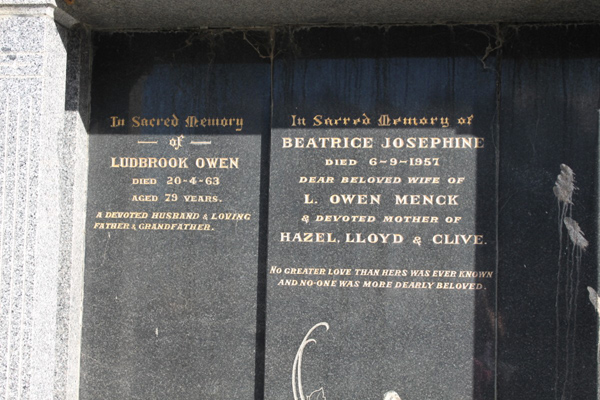 In Sacred Memory
of
LUDBROOK OWEN
DIED 20-4-63
AGED 79 YEARS.
A DEVOTED HUSBAND & LOVING
FATHER & GRANDFATHER.
In Sacred Memory of
BEATRICE JOSEPHINE
DIED 6-9-1957
DEAR BELOVED WIFE OF
L. OWEN MENCK
& DEVOTED MOTHER OF
HAZEL, LLOYD & CLIVE.
NO GREATER LOVE THAN HERS WAS EVER KNOWN
AND NO-ONE WAS MORE DEARLY BELOVED.